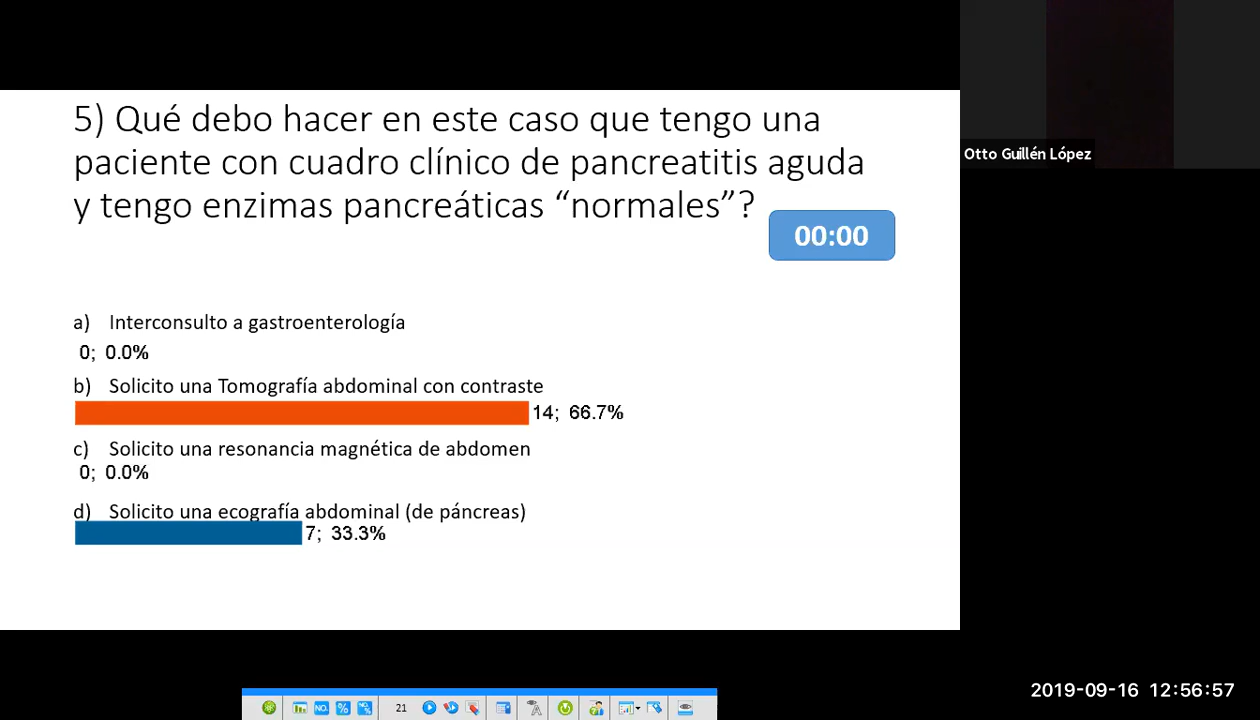 5) Qué debo hacer en este caso que tengo una
paciente con cuadro clínico de pancreatitis aguda
y tengo enzimas pancreáticas “normales”?
00:00
a) Interconsulto a gastroenterología
0; 0.0%
b) Solicito una Tomografía abdominal con contraste
14; 66.7%
c) Solicito una resonancia magnética de abdomen
0; 0.0%
d) Solicito una ecografía abdominal (de páncreas)
7; 33.3%
Otto Guillén López
2019-09-16 12:56:57
NO. % NO. % 21